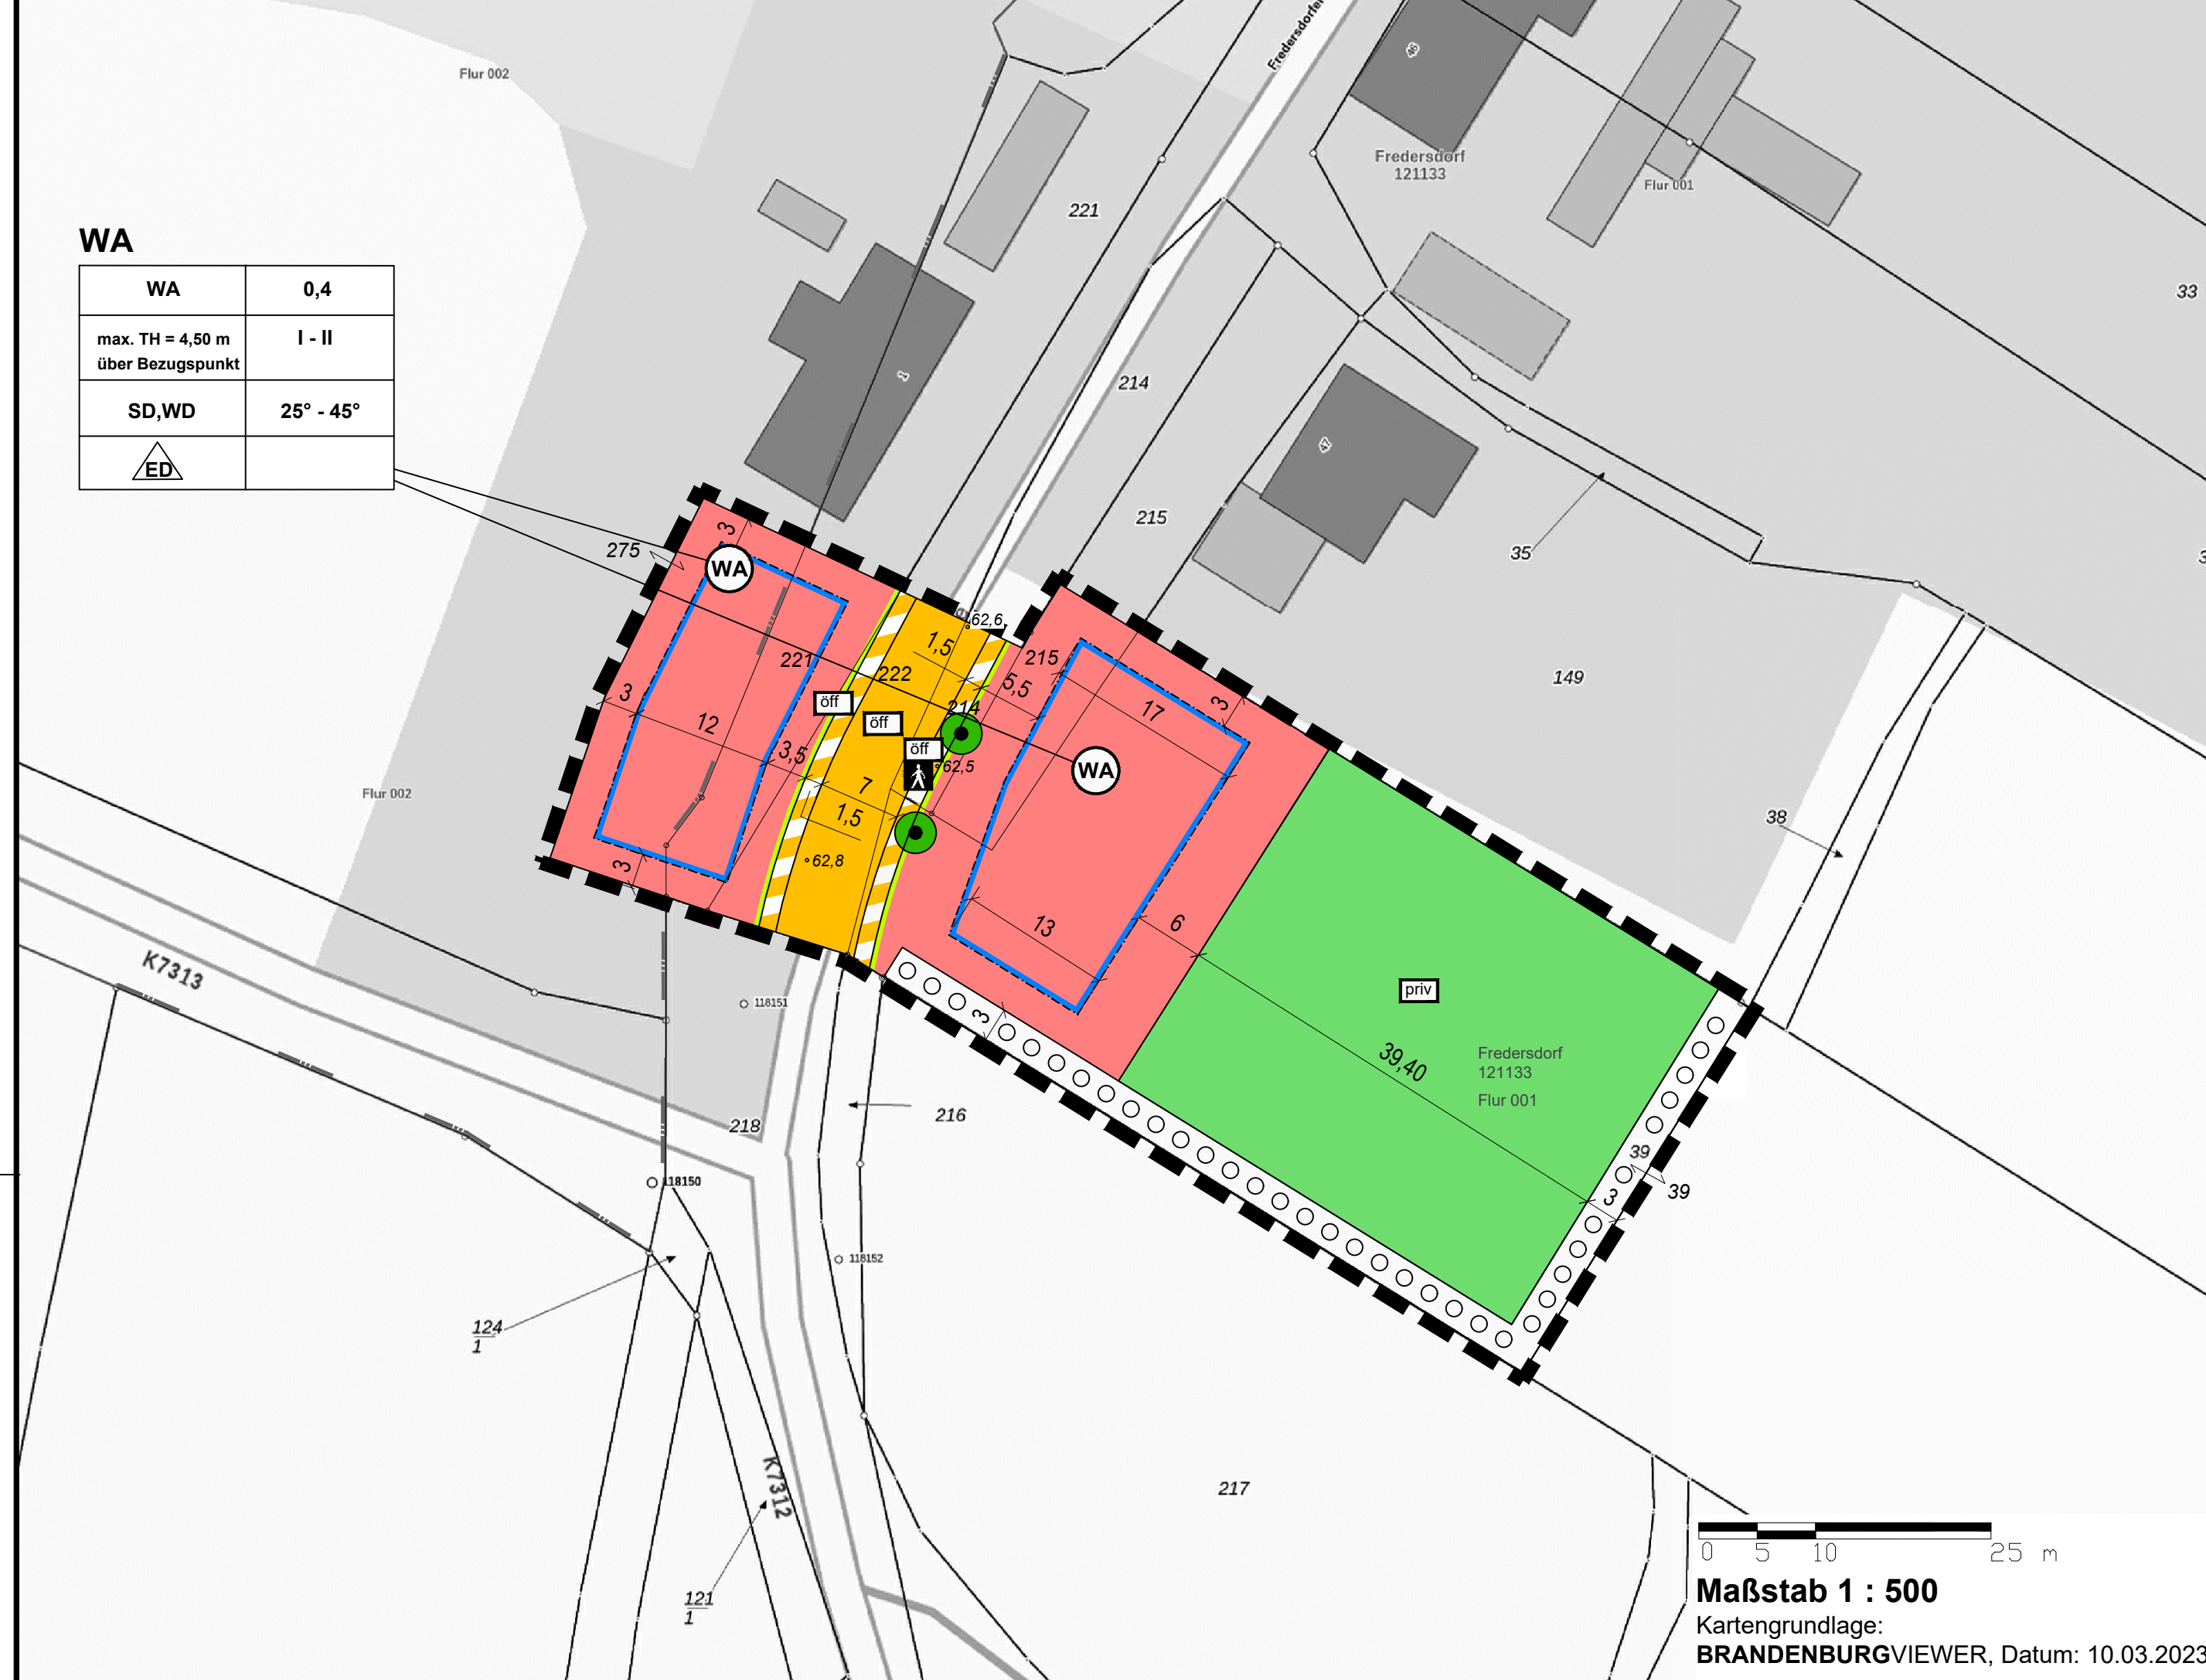 Flur 002
Fredersdorfer
46
Fredersdorf
121133
Flur 001
221
33
WA
WA 0,4
max. TH = 4,50 m I - II
über Bezugspunkt
SD,WD 25° - 45°
ED
1
214
47
215
35
275
3
WA
62,6
1,5
215
221
222
5,5
149
3
öff
214
17
3
12
öff
öff
3,5
62,5
WA
7
1,5
Flur 002
38
62,8
3
13
6
K7313
priv
118151
3
39,40
Fredersdorf
121133
Flur 001
216
218
39
3
39
118150
118152
124
1
K7312
217
121
1
0 5 10 25 m
Maßstab 1 : 500
Kartengrundlage:
BRANDENBURGVIEWER, Datum: 10.03.2023